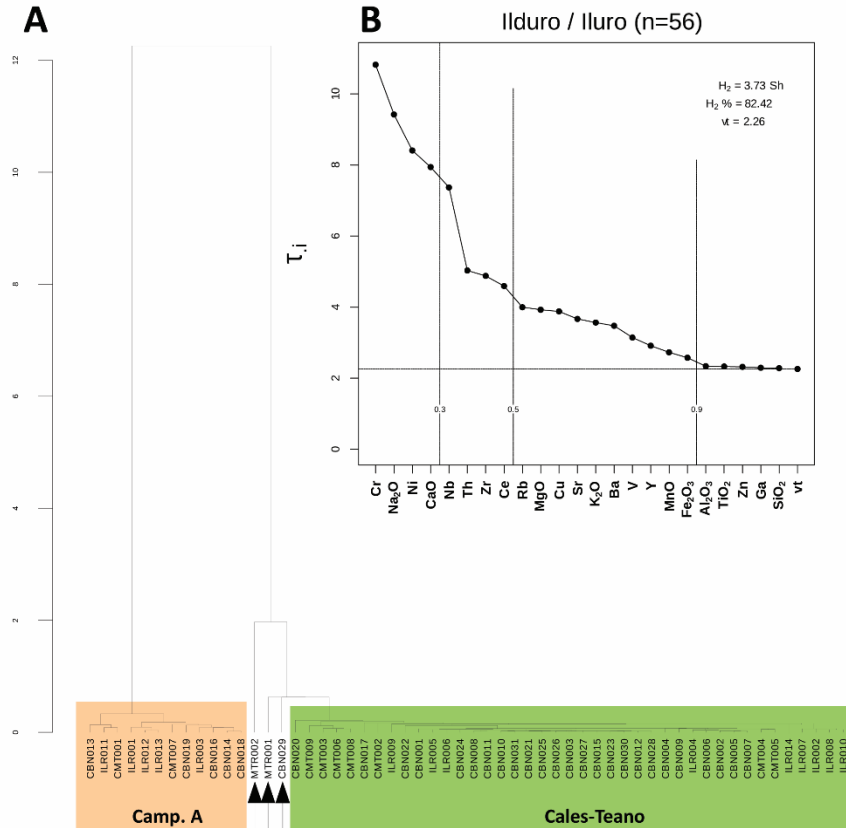 A
B
Ilduro / Iluro (n=56)
H₂ = 3.73 Sh
H₂ % = 82.42
vt = 2.26
12
10
8
6
4
2
0
τ.i
10
8
6
4
2
0
0.3
0.5
0.9
Cr
Na₂O
Ni
CaO
Nb
Th
Zr
Ce
Rb
MgO
Cu
Sr
K₂O
Ba
V
Y
MnO
Fe₂O₃
Al₂O₃
TiO₂
Zn
Ga
SiO₂
vt
CBN013
ILR011
CMT001
ILR001
ILR012
ILR013
CMT007
CBN019
ILR003
CBN016
CBN014
CBN018
MTR002
MTR001
CBN029
CBN020
CMT009
CMT003
CMT006
CMT008
CBN017
CMT002
ILR009
CBN022
CBN001
ILR005
ILR006
CBN024
CBN008
CBN011
CBN010
CBN031
CBN021
CBN025
CBN026
CBN003
CBN027
CBN015
CBN023
CBN030
CBN012
CBN028
CBN004
CBN009
ILR004
CBN006
CBN002
CBN005
CBN007
CMT004
CMT005
ILR014
ILR007
ILR002
ILR008
ILR010
Camp. A
Cales-Teano